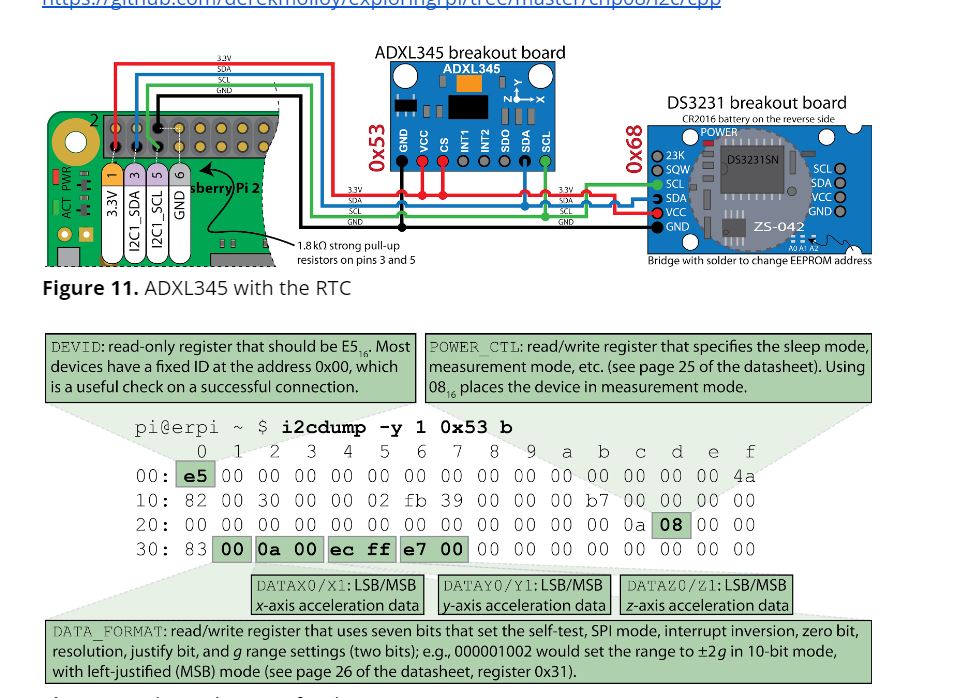 https://github.com/derekmolloy/exploringrpi/tree/master/chp08/i2c/cpp
ADXL345 breakout board
3.3V
SDA
SCL
GND
ADXL345
Y
Z
X
DS3231 breakout board
CR2016 battery on the reverse side
2
0x53
GND
VCC
CS
INT1
INT2
SDO
SDA
SCL
0x68
POWER
DS3231SN
23K
SQW
SCL
SDA
VCC
GND
SCL
SDA
VCC
GND
ZS-042
A0 A1 A2
PWR
ACT
1
3
5
6
3.3V
I2C1_SDA
I2C1_SCL
GND
sberry Pi 2
3.3V
SDA
SCL
GND
3.3V
SDA
SCL
GND
1.8kΩ strong pull-up
resistors on pins 3 and 5
Bridge with solder to change EEPROM address
Figure 11. ADXL345 with the RTC
DEVID: read-only register that should be E5₁₆. Most
devices have a fixed ID at the address 0x00, which
is a useful check on a successful connection.
POWER_CTL: read/write register that specifies the sleep mode,
measurement mode, etc. (see page 25 of the datasheet). Using
08₁₆ places the device in measurement mode.
pi@erpi ~ $ i2cdump -y 1 0x53 b
0 1 2 3 4 5 6 7 8 9 a b c d e f
00: e5 00 00 00 00 00 00 00 00 00 00 00 00 00 00 4a
10: 82 00 30 00 00 02 fb 39 00 00 00 b7 00 00 00 00
20: 00 00 00 00 00 00 00 00 00 00 00 00 0a 08 00 00
30: 83 00 0a 00 ec ff e7 00 00 00 00 00 00 00 00 00
DATAX0/X1: LSB/MSB
x-axis acceleration data
DATAY0/Y1: LSB/MSB
y-axis acceleration data
DATAZ0/Z1: LSB/MSB
z-axis acceleration data
DATA_FORMAT: read/write register that uses seven bits that set the self-test, SPI mode, interrupt inversion, zero bit,
resolution, justify bit, and g range settings (two bits); e.g., 000001002 would set the range to ±2g in 10-bit mode,
with left-justified (MSB) mode (see page 26 of the datasheet, register 0x31).